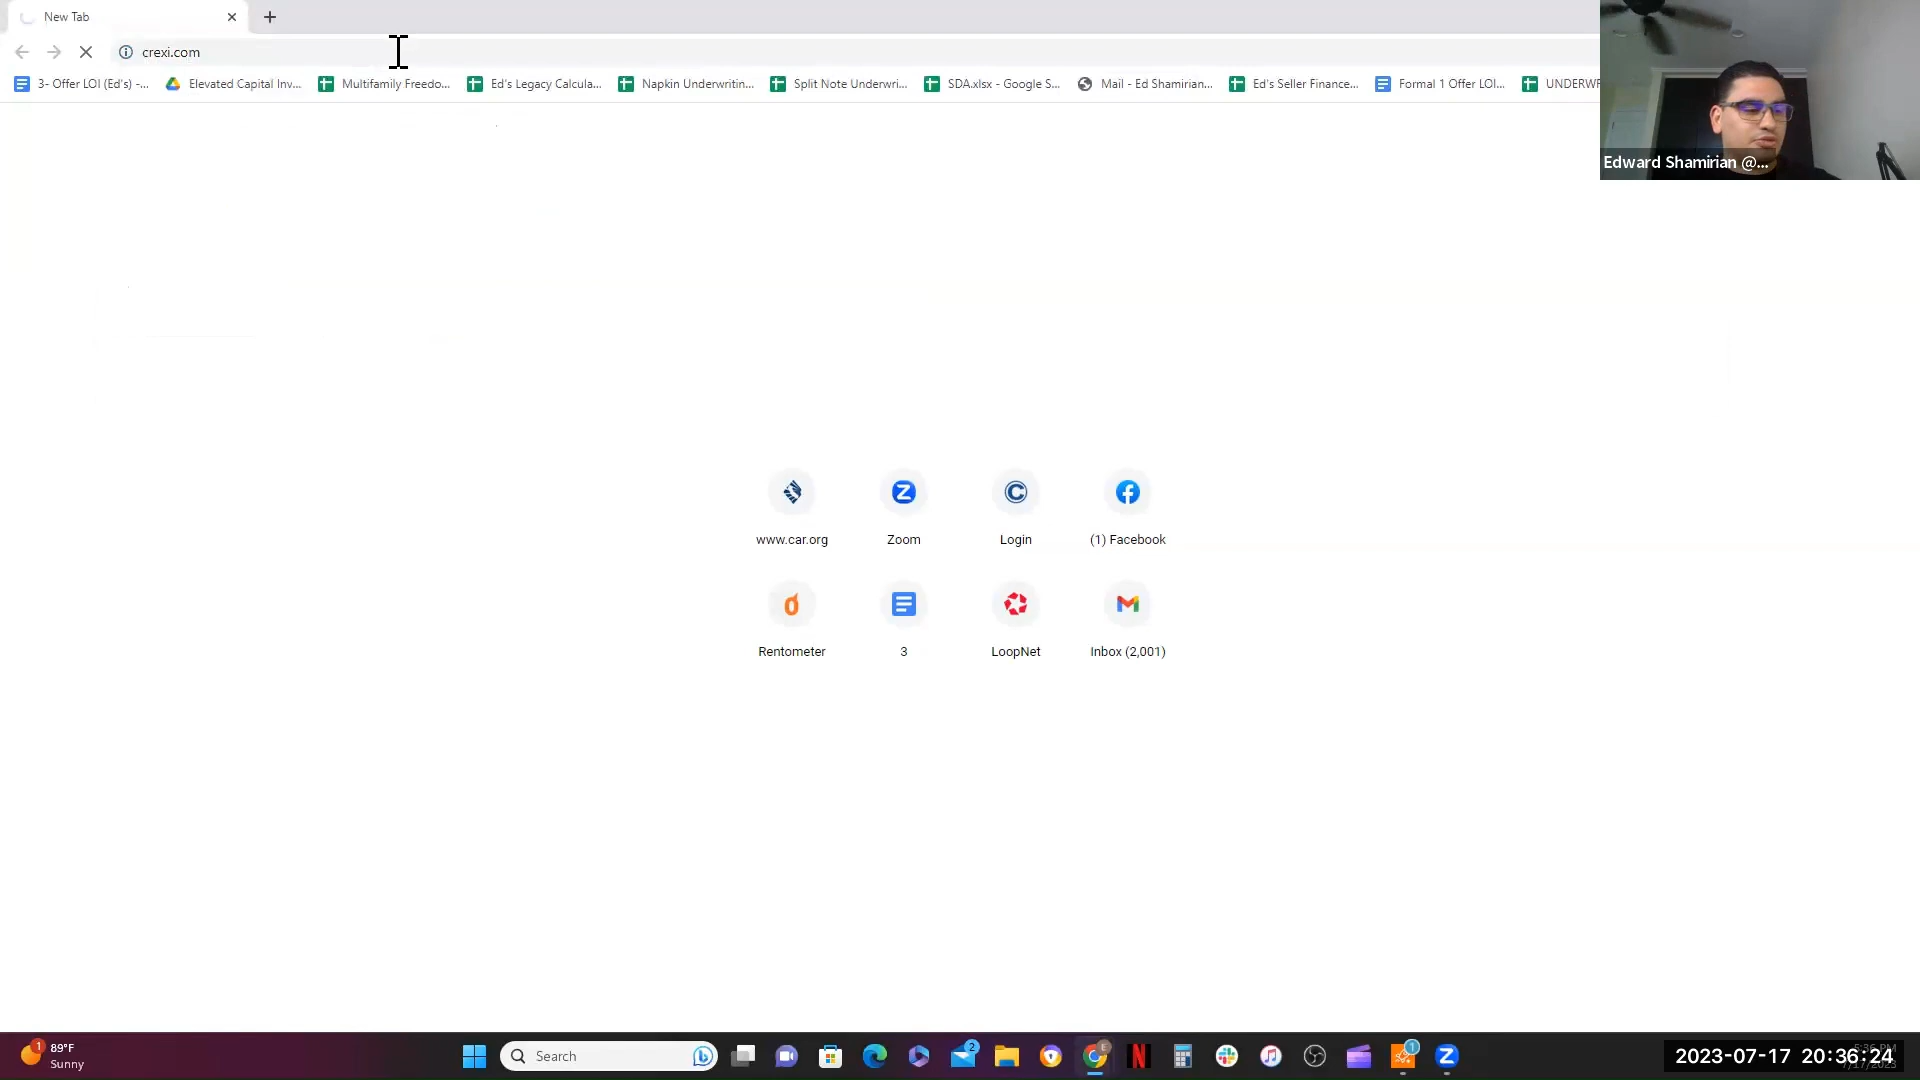 New Tab
crexi.com
3- Offer LOI (Ed's) -...
Elevated Capital Inv...
Multifamily Freedo...
Ed's Legacy Calcula...
Napkin Underwritin...
Split Note Underwri...
SDA.xlsx - Google S...
Mail - Ed Shamirian...
Ed's Seller Finance...
Formal 1 Offer LOI...
UNDERWR
Edward Shamirian @...
www.car.org
Zoom
Login
(1) Facebook
Rentometer
3
LoopNet
Inbox (2,001)
1
89°F
Sunny
Search
2
E
1
2023-07-17 20:36:24